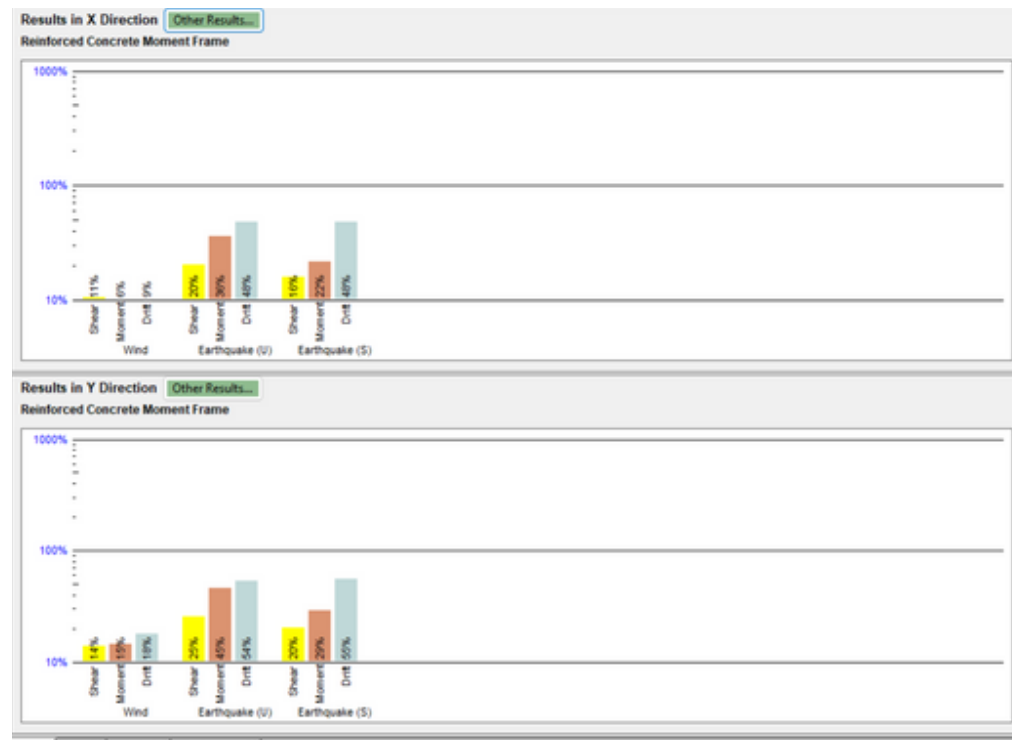 Results in X Direction Other Results...
Reinforced Concrete Moment Frame
1000%
100%
10%
11% 6% 9% 20% 36% 48% 16% 22% 48%
Shear Moment Drift Shear Moment Drift Shear Moment Drift
Wind Earthquake (U) Earthquake (S)
Results in Y Direction Other Results...
Reinforced Concrete Moment Frame
1000%
100%
10%
14% 15% 18% 25% 45% 54% 20% 29% 55%
Shear Moment Drift Shear Moment Drift Shear Moment Drift
Wind Earthquake (U) Earthquake (S)